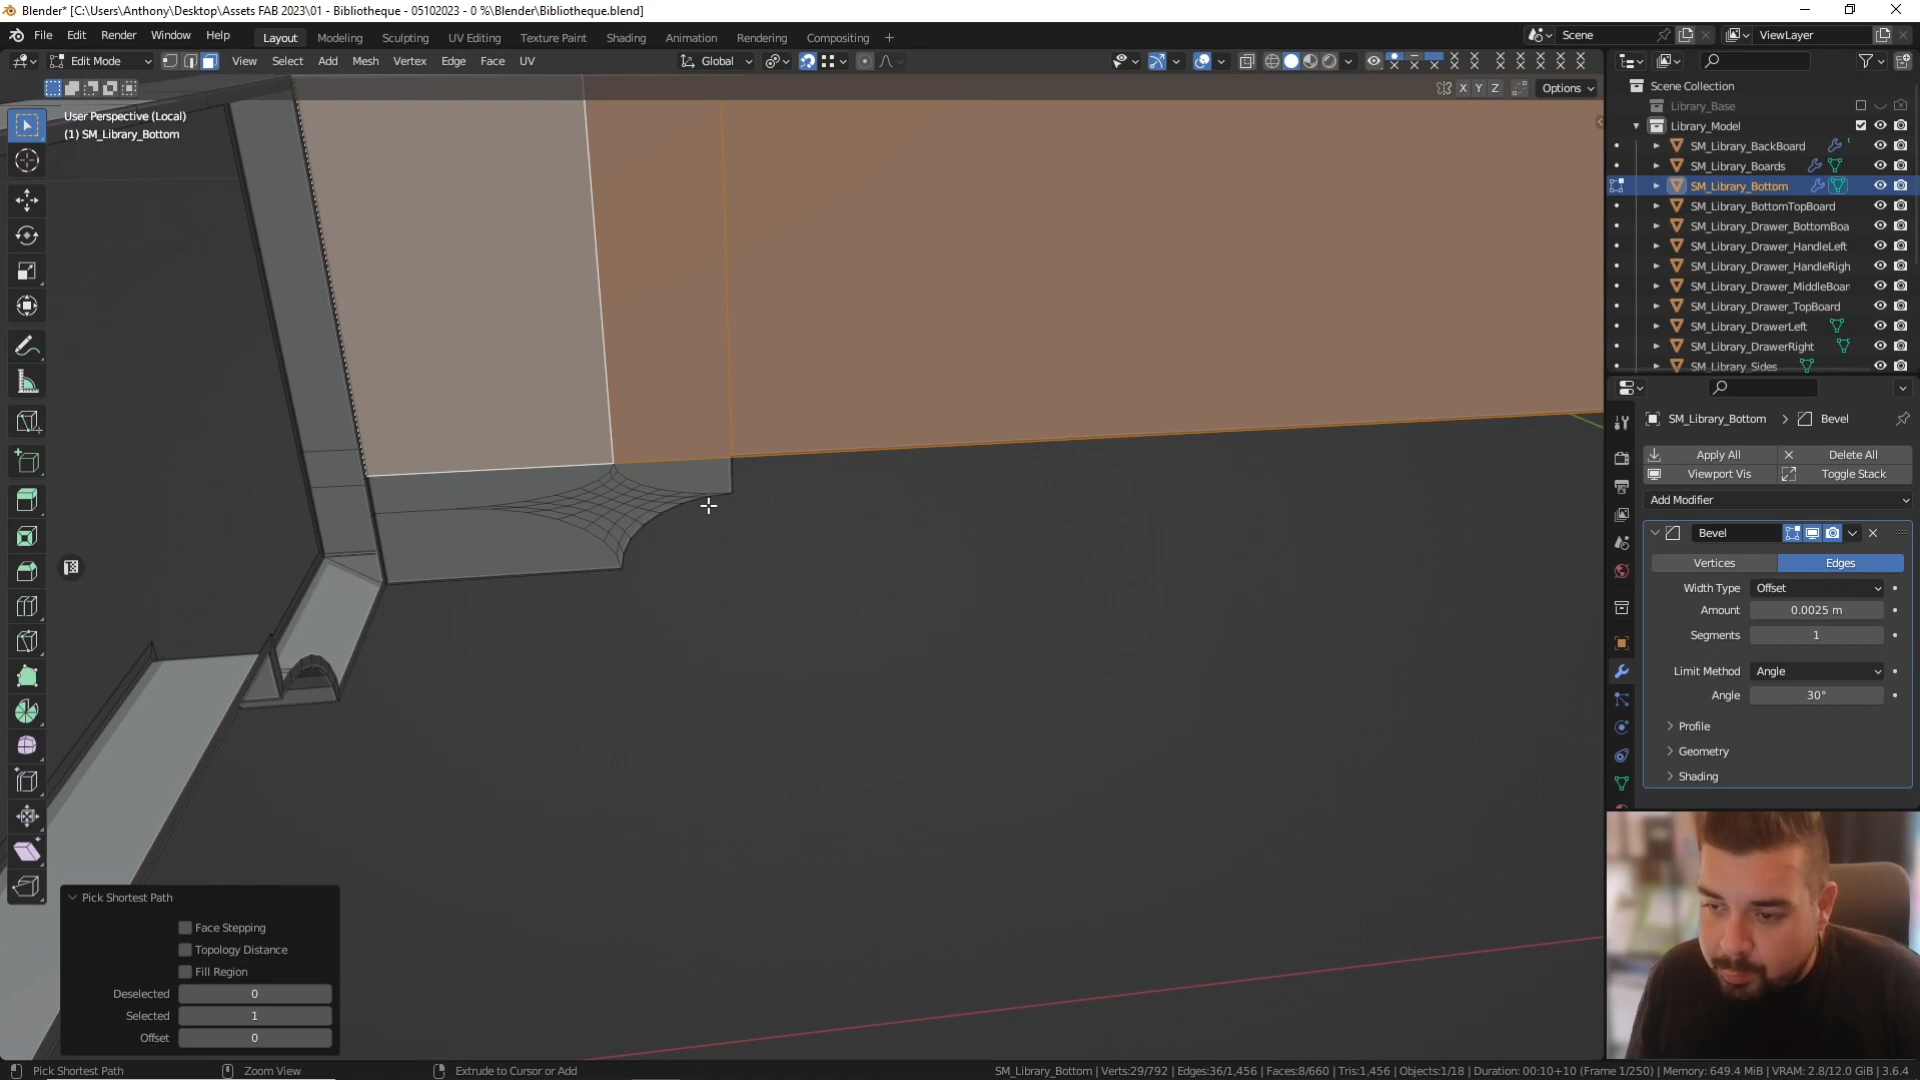 Blender* [C:\Users\Anthony\Desktop\Assets FAB 2023\01 - Bibliotheque - 05102023 - 0 %\Blender\Bibliotheque.blend]
File Edit Render Window Help Layout Modeling Sculpting UV Editing Texture Paint Shading Animation Rendering Compositing + Scene ViewLayer
Edit Mode View Select Add Mesh Vertex Edge Face UV Global
X Y Z Options
User Perspective (Local)
(1) SM_Library_Bottom
Scene Collection
Library_Base
Library_Model
SM_Library_BackBoard
SM_Library_Boards
SM_Library_Bottom
SM_Library_BottomTopBoard
SM_Library_Drawer_BottomBoa
SM_Library_Drawer_HandleLeft
SM_Library_Drawer_HandleRigh
SM_Library_Drawer_MiddleBoar
SM_Library_Drawer_TopBoard
SM_Library_DrawerLeft
SM_Library_DrawerRight
SM_Library_Sides
SM_Library_Bottom > Bevel
Apply All Delete All
Viewport Vis Toggle Stack
Add Modifier
Bevel
Vertices Edges
Width Type Offset
Amount 0.0025 m
Segments 1
Limit Method Angle
Angle 30°
Profile
Geometry
Shading
Pick Shortest Path
Face Stepping
Topology Distance
Fill Region
Deselected 0
Selected 1
Offset 0
Pick Shortest Path Zoom View Extrude to Cursor or Add SM_Library_Bottom | Verts:29/792 | Edges:36/1,456 | Faces:8/660 | Tris:1,456 | Objects:1/18 | Duration: 00:10+10 (Frame 1/250) | Memory: 649.4 MiB | VRAM: 2.8/12.0 GiB | 3.6.4